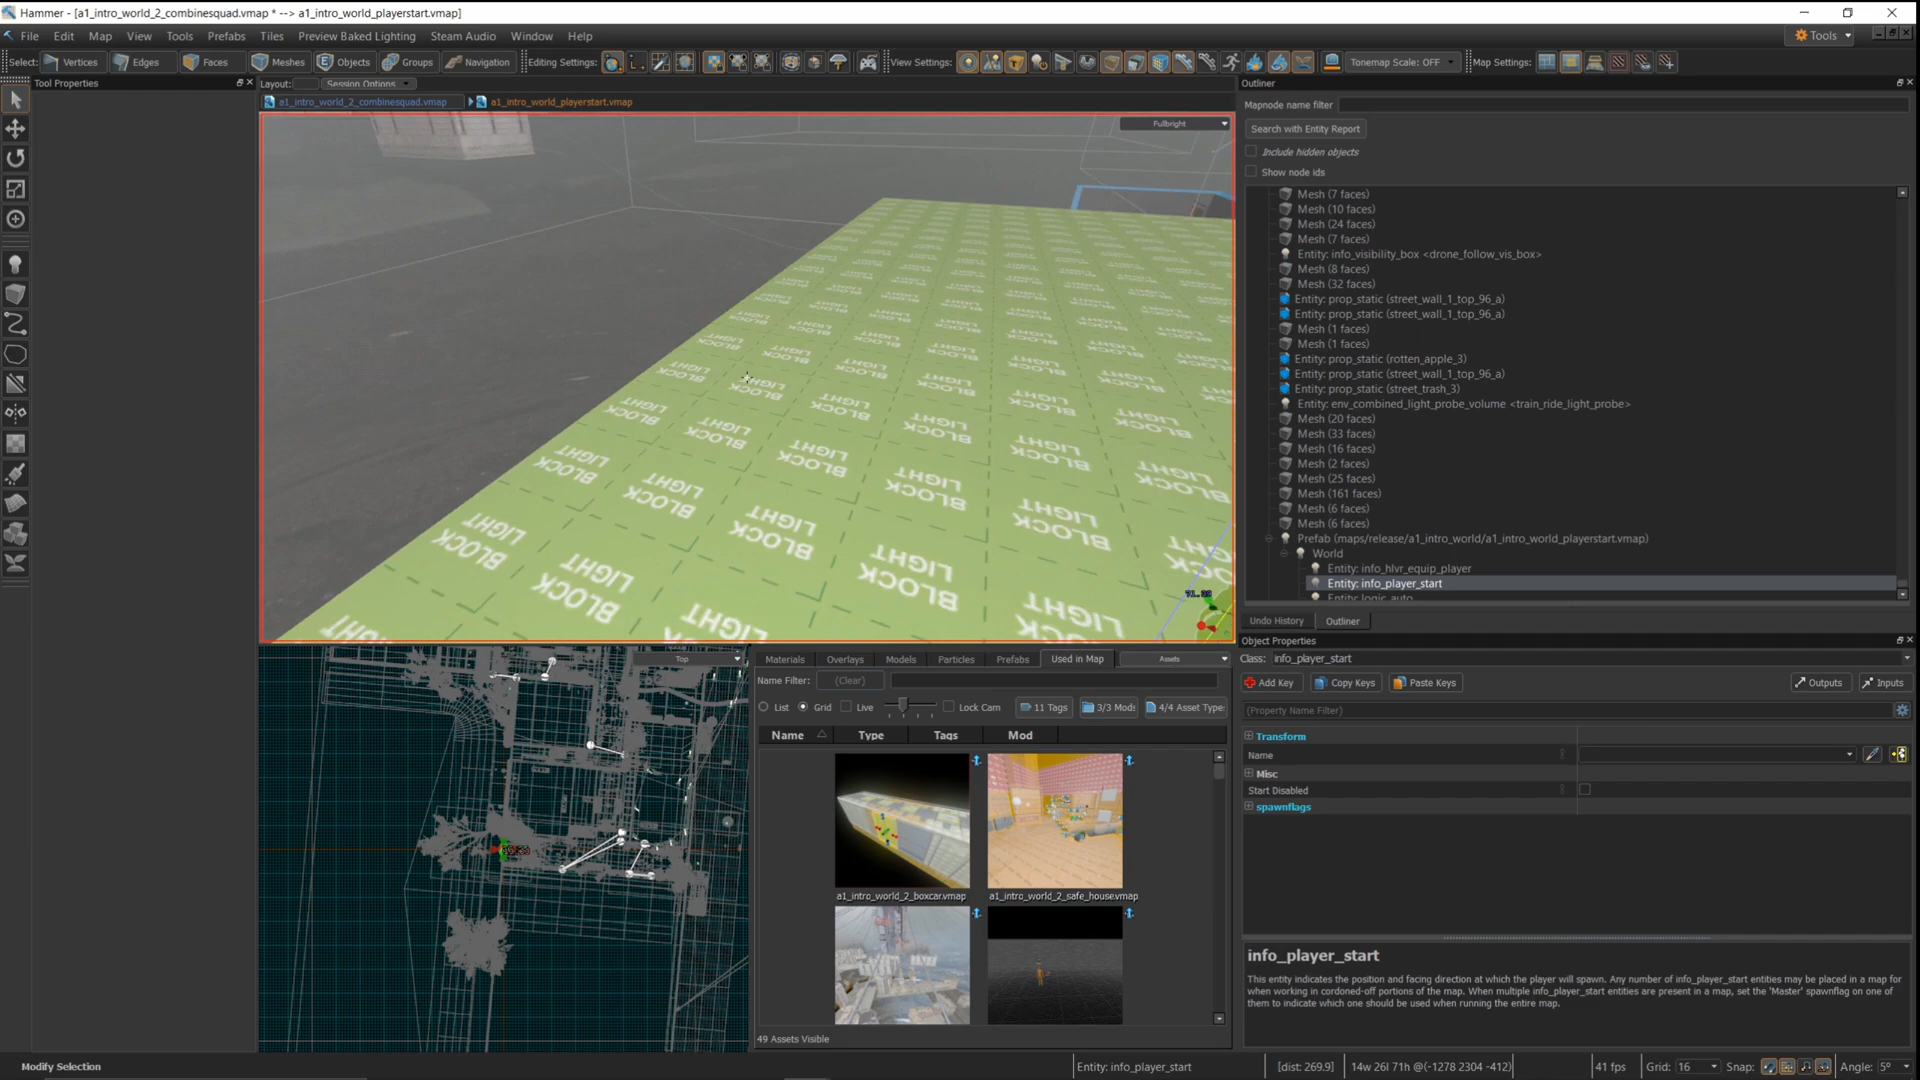 Hammer - [a1_intro_world_2_combinesquad.vmap * --> a1_intro_world_playerstart.vmap]
File Edit Map View Tools Prefabs Tiles Preview Baked Lighting Steam Audio Window Help
Tools
Select: Vertices Edges Faces Meshes Objects Groups Navigation Editing Settings: View Settings: Tonemap Scale: OFF Map Settings:
Tool Properties
Layout: Session Options
a1_intro_world_2_combinesquad.vmap a1_intro_world_playerstart.vmap
Fullbright
LIGHT BLOCK
Top
Materials Overlays Models Particles Prefabs Used in Map Assets
Name Filter: (Clear)
List Grid Live Lock Cam 11 Tags 3/3 Mods 4/4 Asset Type
Name Type Tags Mod
a1_intro_world_2_boxcar.vmap a1_intro_world_2_safe_house.vmap
49 Assets Visible
Outliner
Mapnode name filter
Search with Entity Report
Include hidden objects
Show node ids
Mesh (7 faces)
Mesh (10 faces)
Mesh (24 faces)
Mesh (7 faces)
Entity: info_visibility_box <drone_follow_vis_box>
Mesh (8 faces)
Mesh (32 faces)
Entity: prop_static (street_wall_1_top_96_a)
Entity: prop_static (street_wall_1_top_96_a)
Mesh (1 faces)
Mesh (1 faces)
Entity: prop_static (rotten_apple_3)
Entity: prop_static (street_wall_1_top_96_a)
Entity: prop_static (street_trash_3)
Entity: env_combined_light_probe_volume <train_ride_light_probe>
Mesh (20 faces)
Mesh (33 faces)
Mesh (16 faces)
Mesh (2 faces)
Mesh (25 faces)
Mesh (161 faces)
Mesh (6 faces)
Mesh (6 faces)
Prefab (maps/release/a1_intro_world/a1_intro_world_playerstart.vmap)
World
Entity: info_hlvr_equip_player
Entity: info_player_start
Entity: logic_auto
Undo History Outliner
Object Properties
Class: info_player_start
Add Key Copy Keys Paste Keys Outputs Inputs
(Property Name Filter)
Transform
Name
Misc
Start Disabled
spawnflags
info_player_start
This entity indicates the position and facing direction at which the player will spawn. Any number of info_player_start entities may be placed in a map for
when working in cordoned-off portions of the map. When multiple info_player_start entities are present in a map, set the 'Master' spawnflag on one of
them to indicate which one should be used when running the entire map.
Modify Selection Entity: info_player_start [dist: 269.9] 14w 26l 71h @(-1278 2304 -412) 41 fps Grid: 16 Snap: Angle: 5º